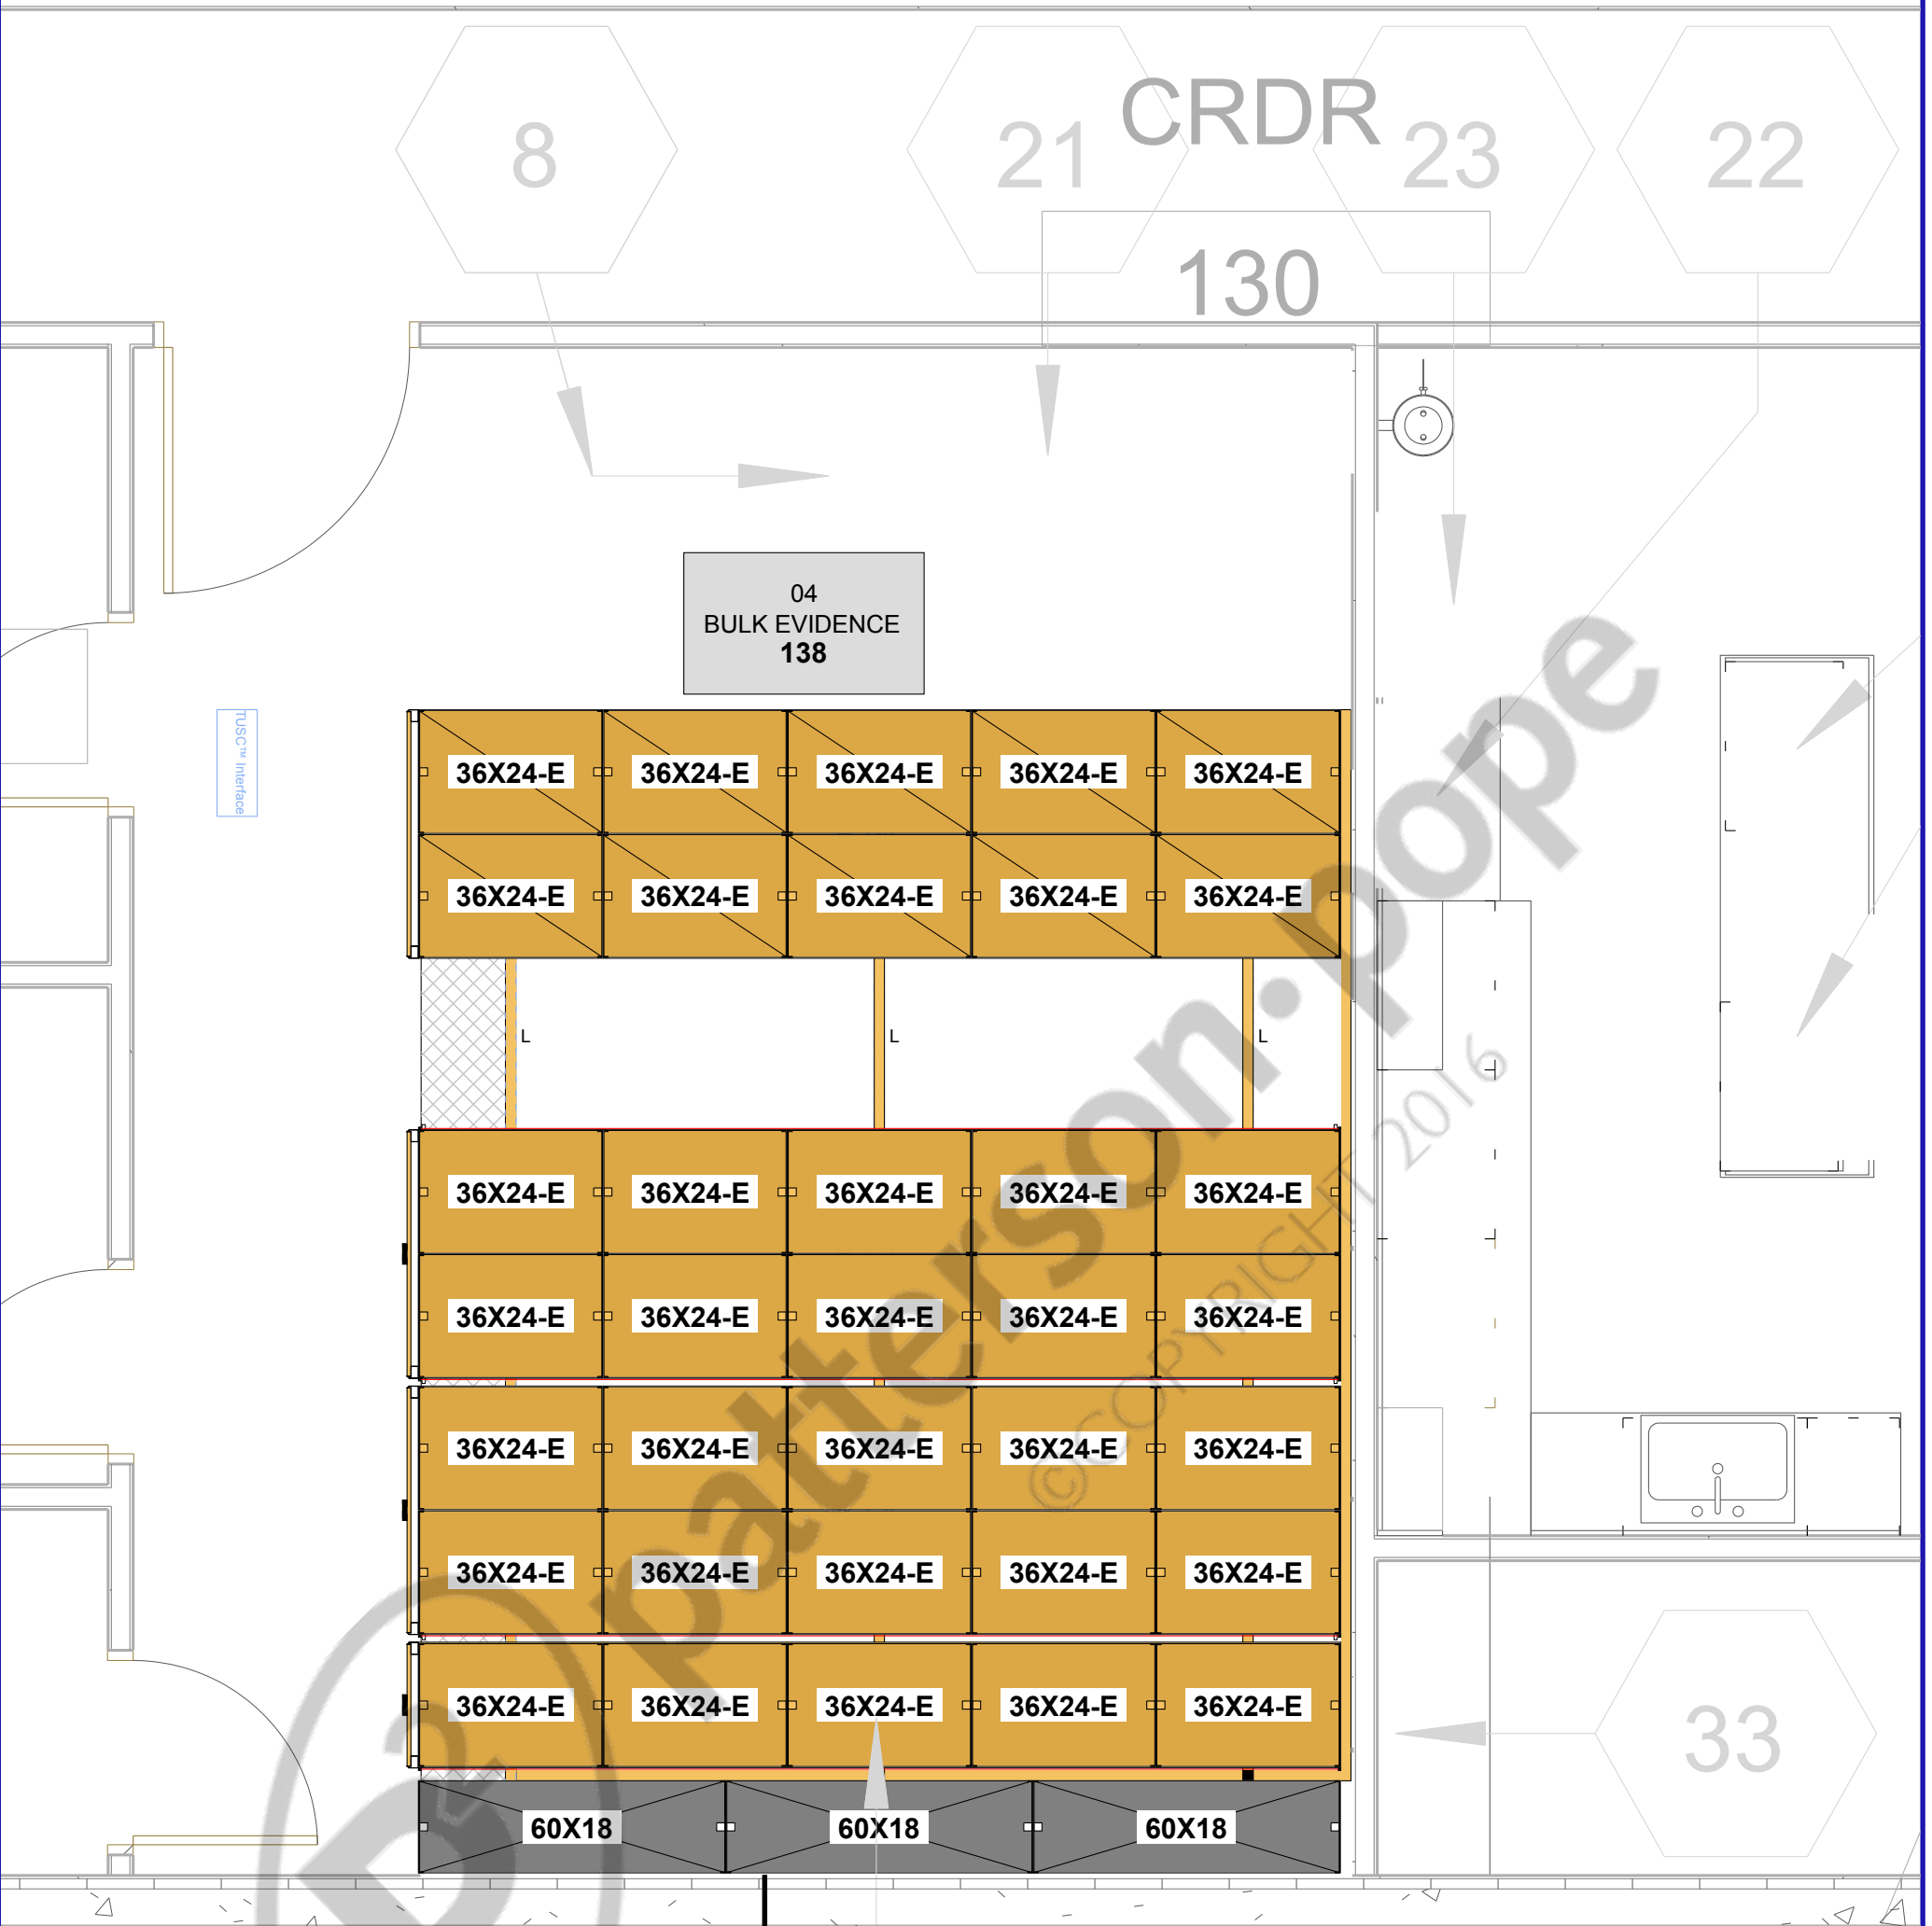 CRDR
8
21
23
22
130
04
BULK EVIDENCE
138
TUSC™ Interface
36X24-E 36X24-E 36X24-E 36X24-E 36X24-E
36X24-E 36X24-E 36X24-E 36X24-E 36X24-E
L L L
36X24-E 36X24-E 36X24-E 36X24-E 36X24-E
36X24-E 36X24-E 36X24-E 36X24-E 36X24-E
36X24-E 36X24-E 36X24-E 36X24-E 36X24-E
36X24-E 36X24-E 36X24-E 36X24-E 36X24-E
36X24-E 36X24-E 36X24-E 36X24-E 36X24-E
33
60X18 60X18 60X18
patterson•pope
©COPYRIGHT 2016